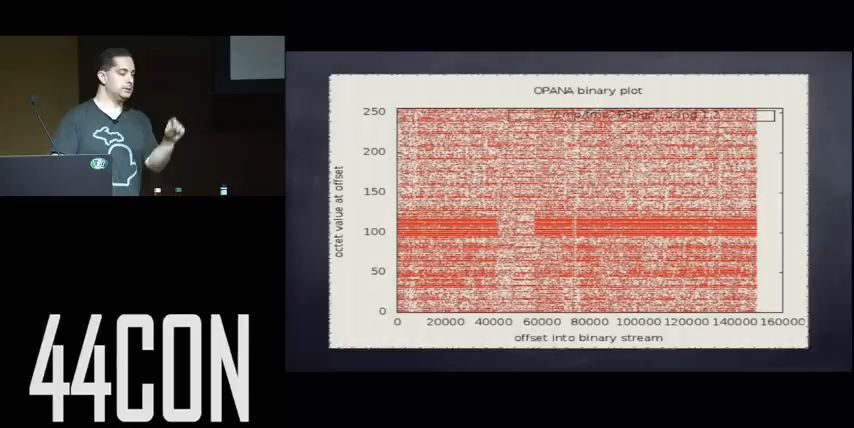 OPANA binary plot
250
200
150
100
50
0
octet value at offset
0 20000 40000 60000 80000 100000 120000 140000 160000
offset into binary stream
44CON